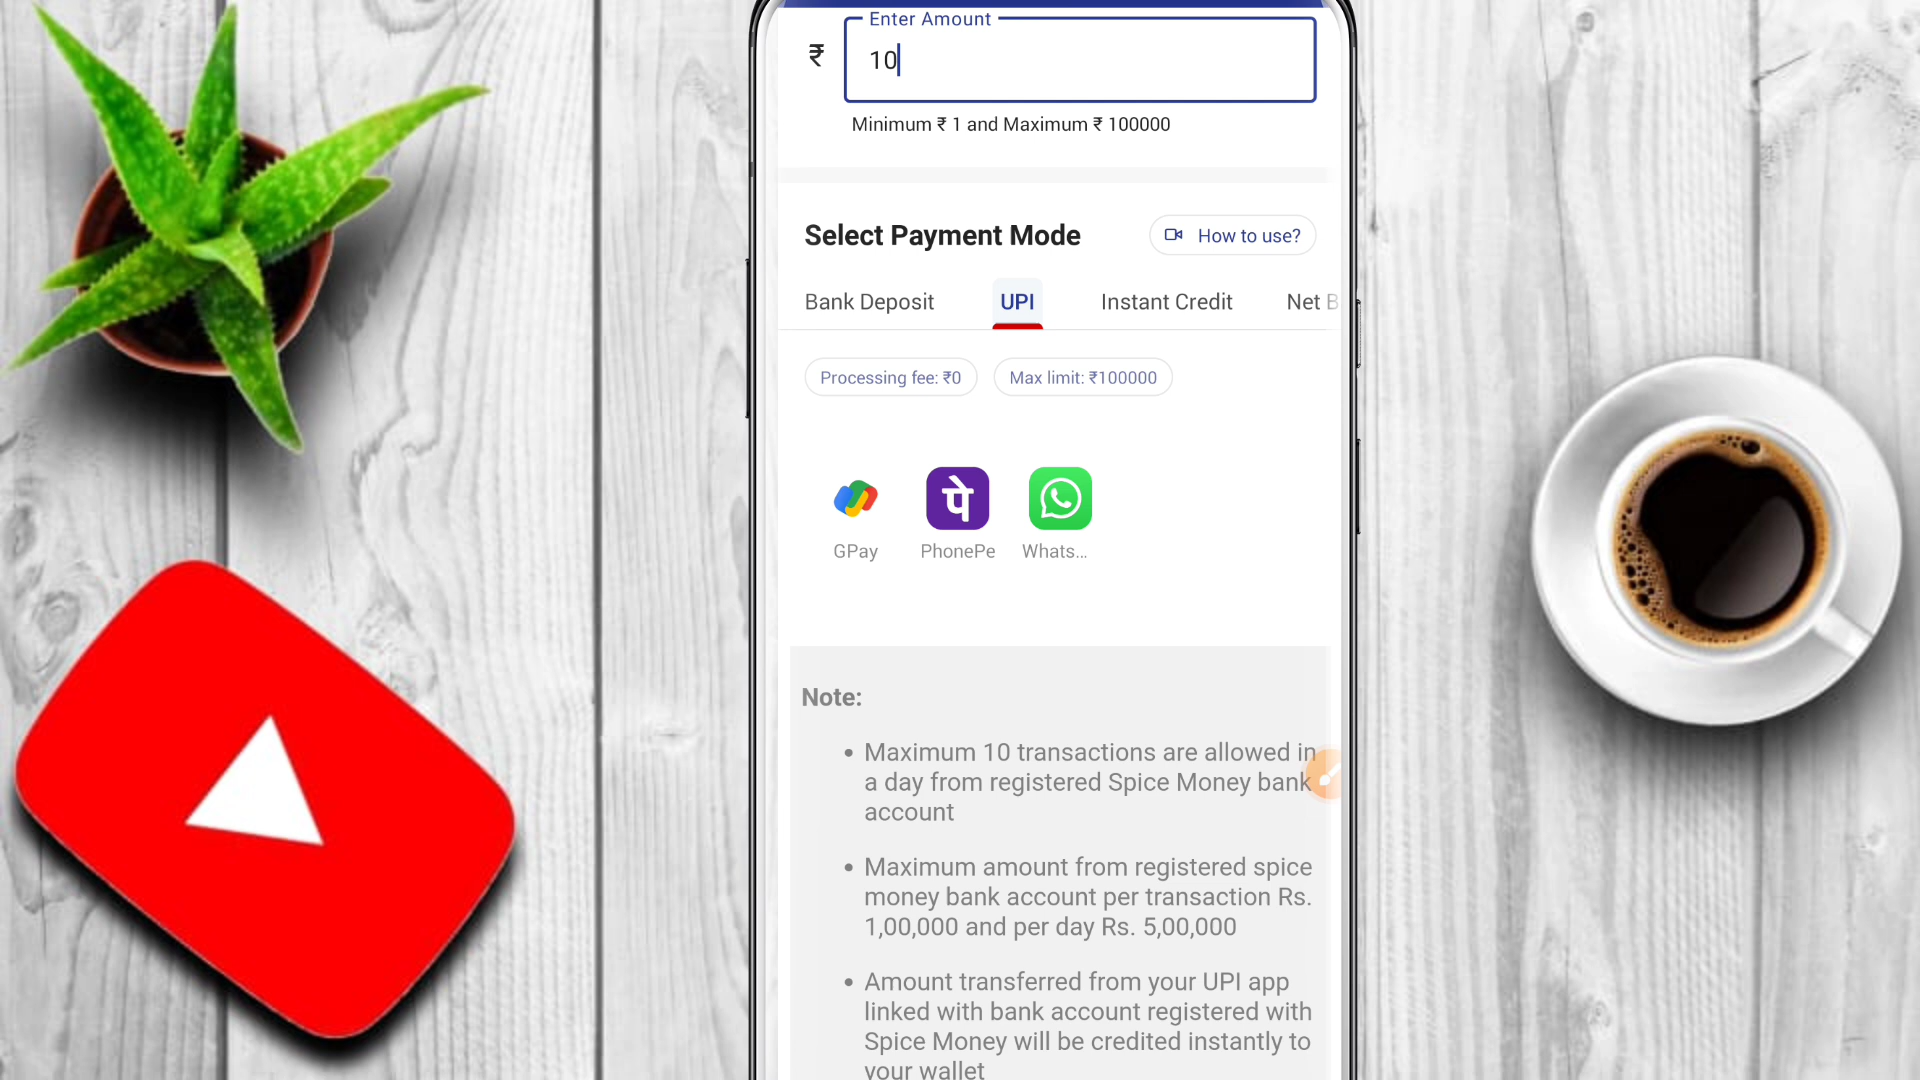 Enter Amount
₹ 10
Minimum ₹ 1 and Maximum ₹ 100000
Select Payment Mode
How to use?
Bank Deposit UPI Instant Credit Net B
Processing fee: ₹0 Max limit: ₹100000
पे
GPay PhonePe Whats...
Note:
• Maximum 10 transactions are allowed in
a day from registered Spice Money bank
account
• Maximum amount from registered spice
money bank account per transaction Rs.
1,00,000 and per day Rs. 5,00,000
• Amount transferred from your UPI app
linked with bank account registered with
Spice Money will be credited instantly to
your wallet